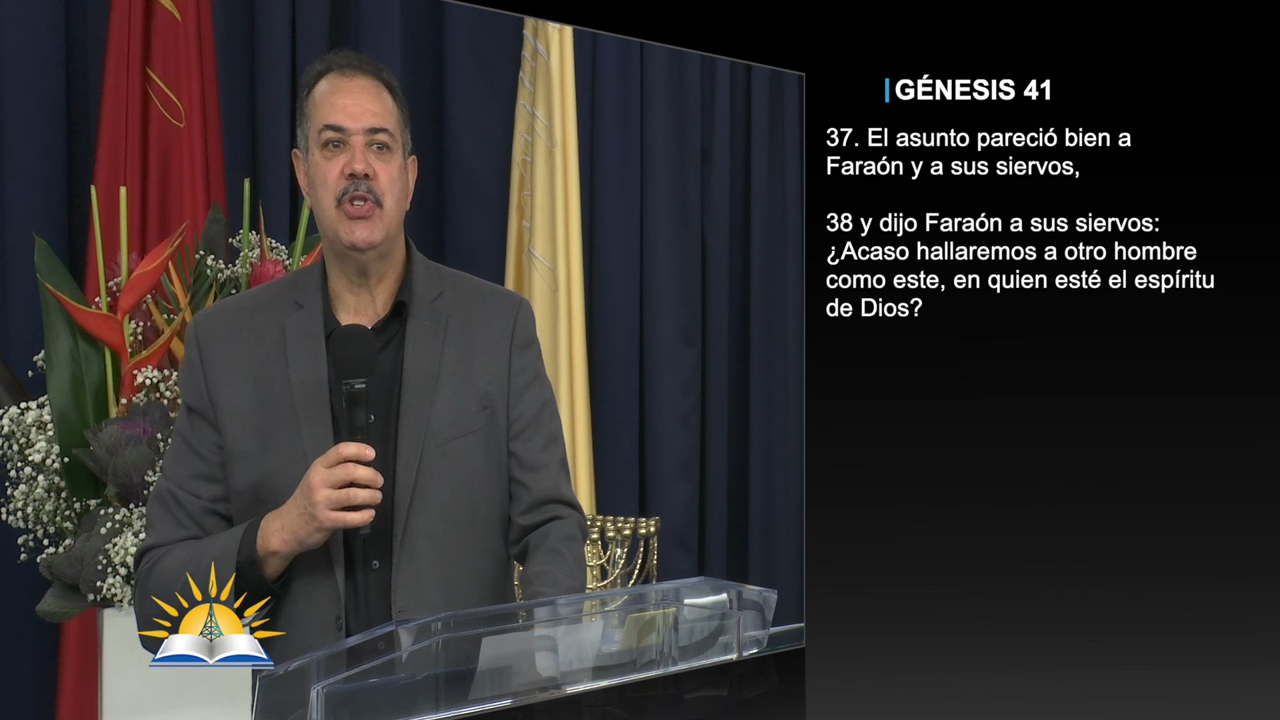 GÉNESIS 41
37. El asunto pareció bien a
Faraón y a sus siervos,
38 y dijo Faraón a sus siervos:
¿Acaso hallaremos a otro hombre
como este, en quien esté el espíritu
de Dios?